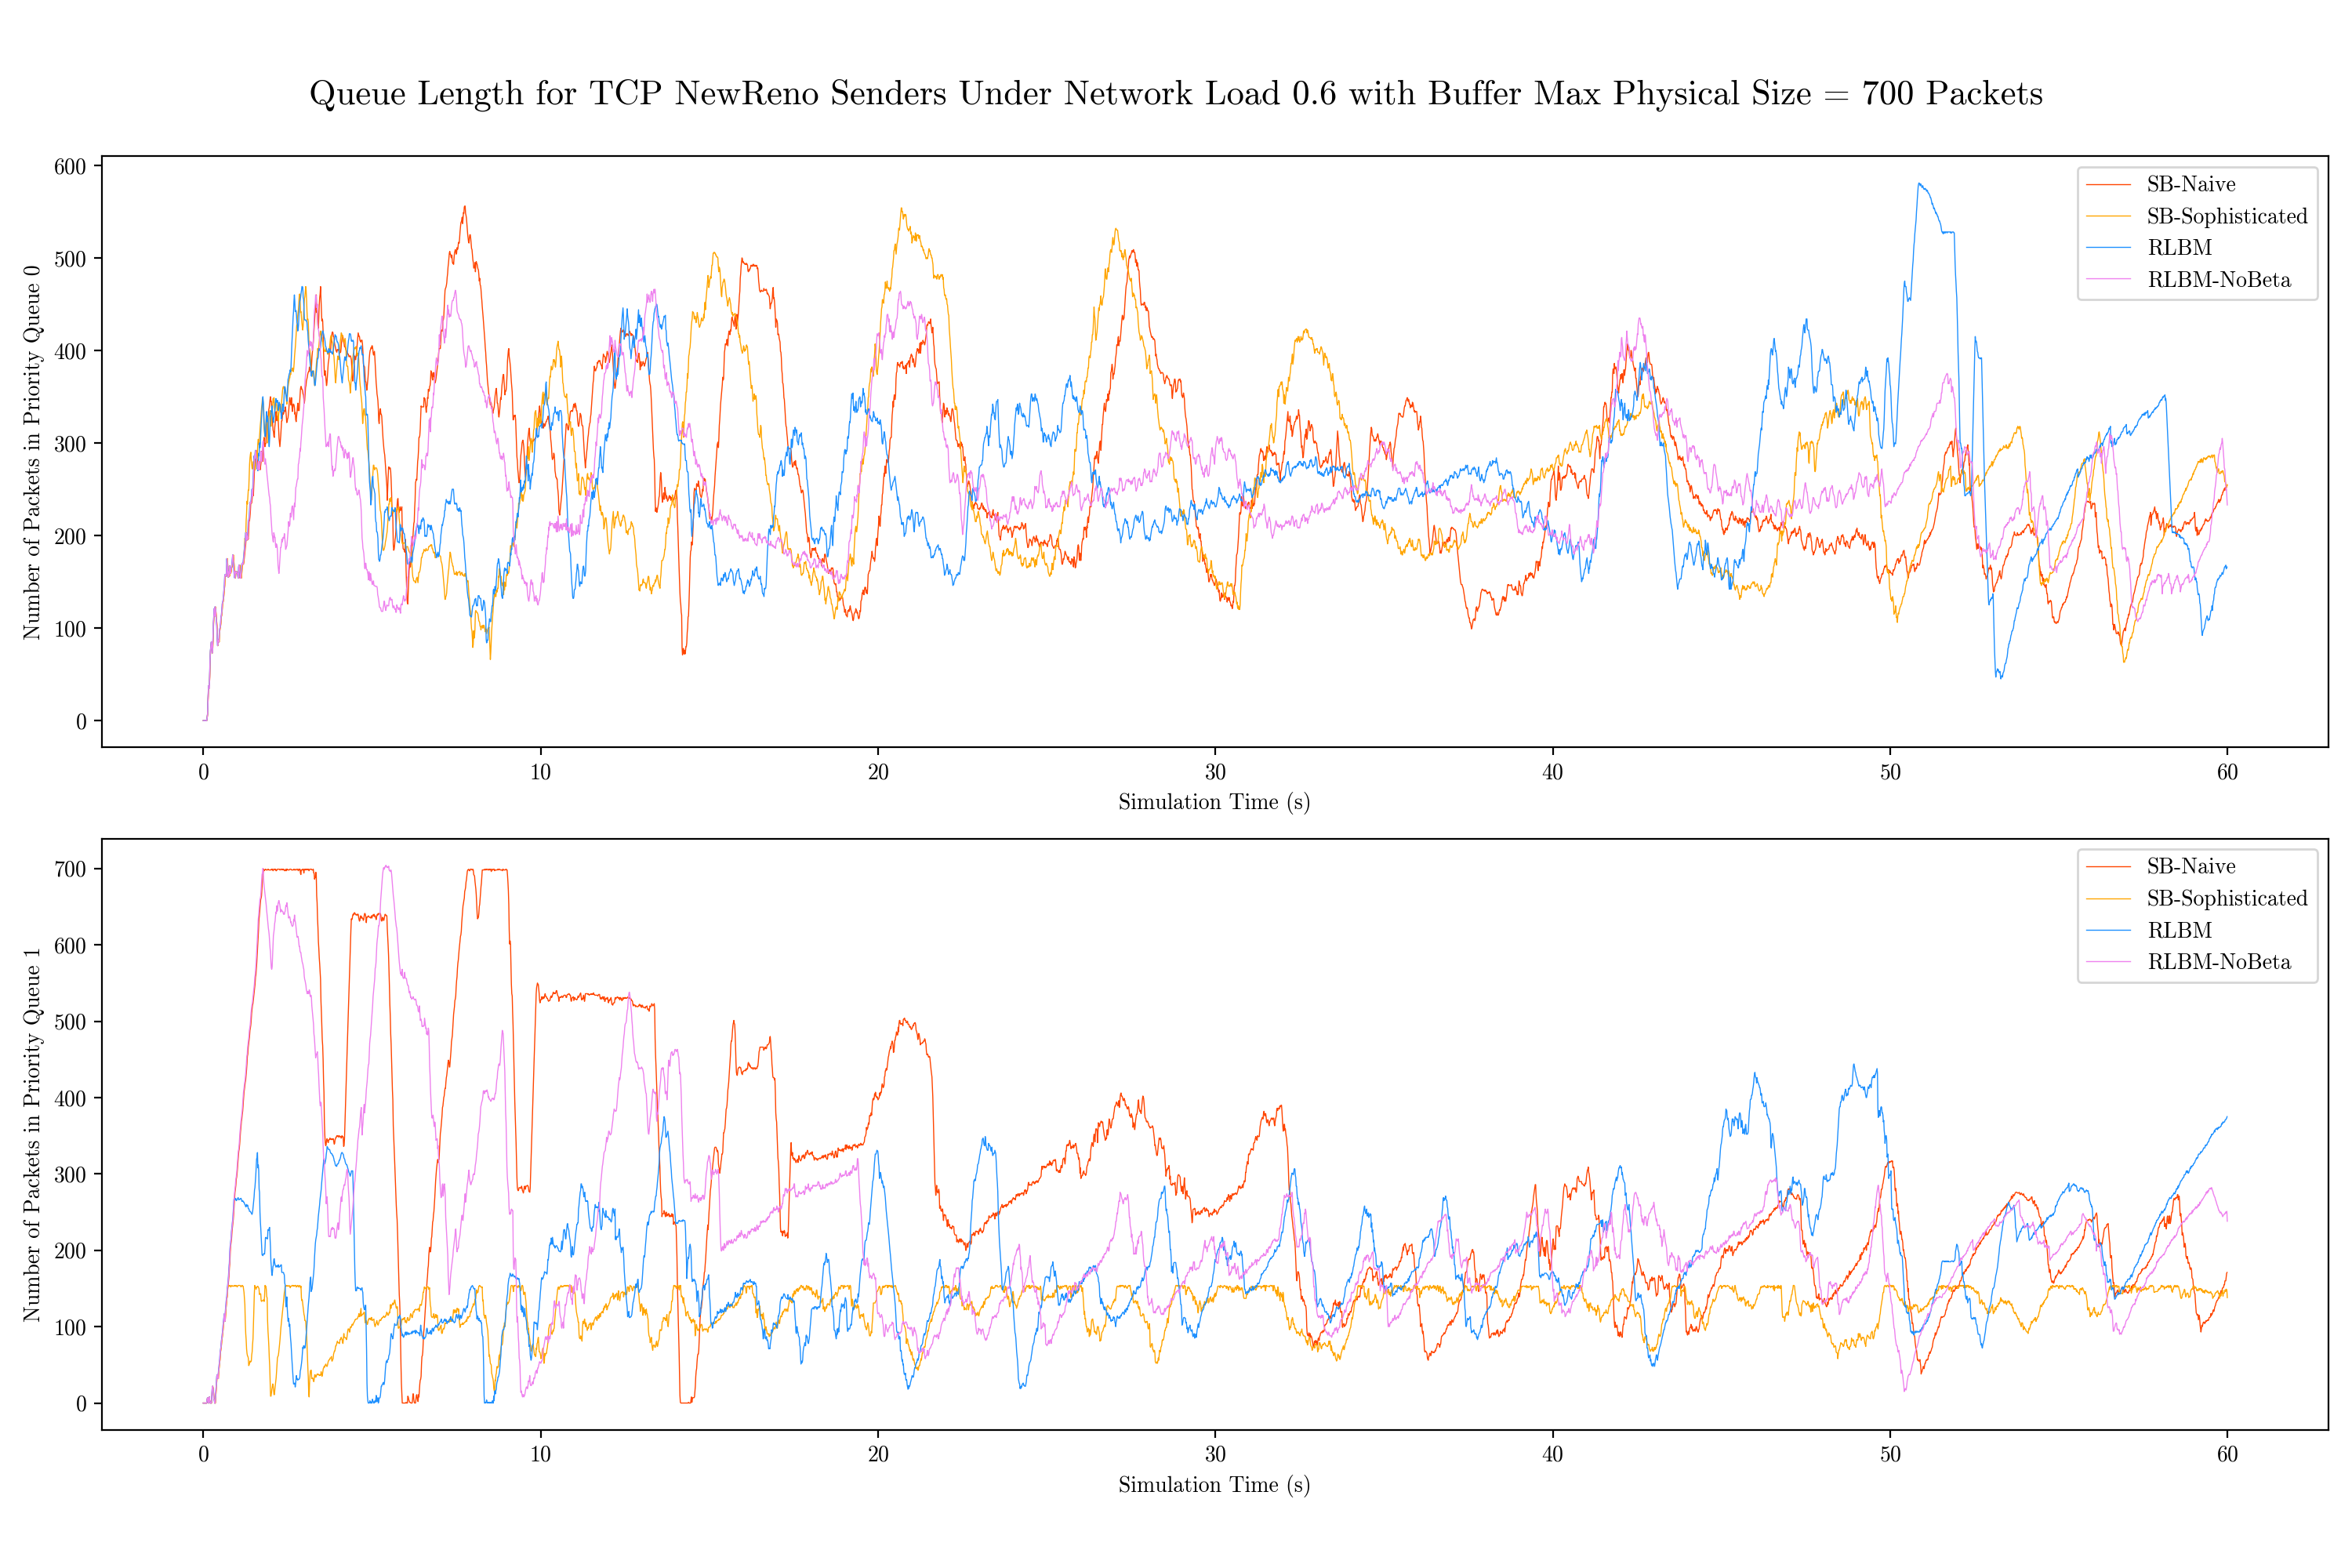 Queue Length for TCP NewReno Senders Under Network Load 0.6 with Buffer Max Physical Size = 700 Packets
600
500
400
300
200
100
0
Number of Packets in Priority Queue 0
SB-Naive
SB-Sophisticated
RLBM
RLBM-NoBeta
0 10 20 30 40 50 60
Simulation Time (s)
700
600
500
400
300
200
100
0
Number of Packets in Priority Queue 1
SB-Naive
SB-Sophisticated
RLBM
RLBM-NoBeta
0 10 20 30 40 50 60
Simulation Time (s)